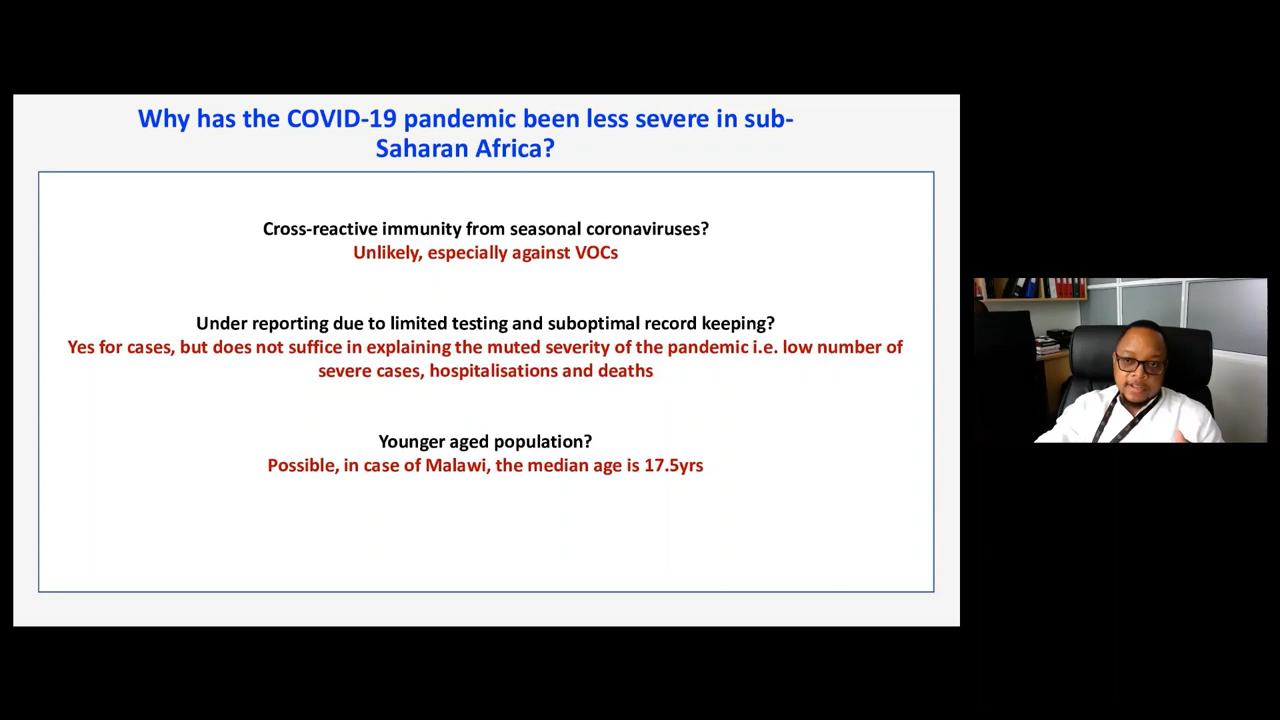 Why has the COVID-19 pandemic been less severe in sub-
Saharan Africa?
Cross-reactive immunity from seasonal coronaviruses?
Unlikely, especially against VOCs
Under reporting due to limited testing and suboptimal record keeping?
Yes for cases, but does not suffice in explaining the muted severity of the pandemic i.e. low number of
severe cases, hospitalisations and deaths
Younger aged population?
Possible, in case of Malawi, the median age is 17.5yrs